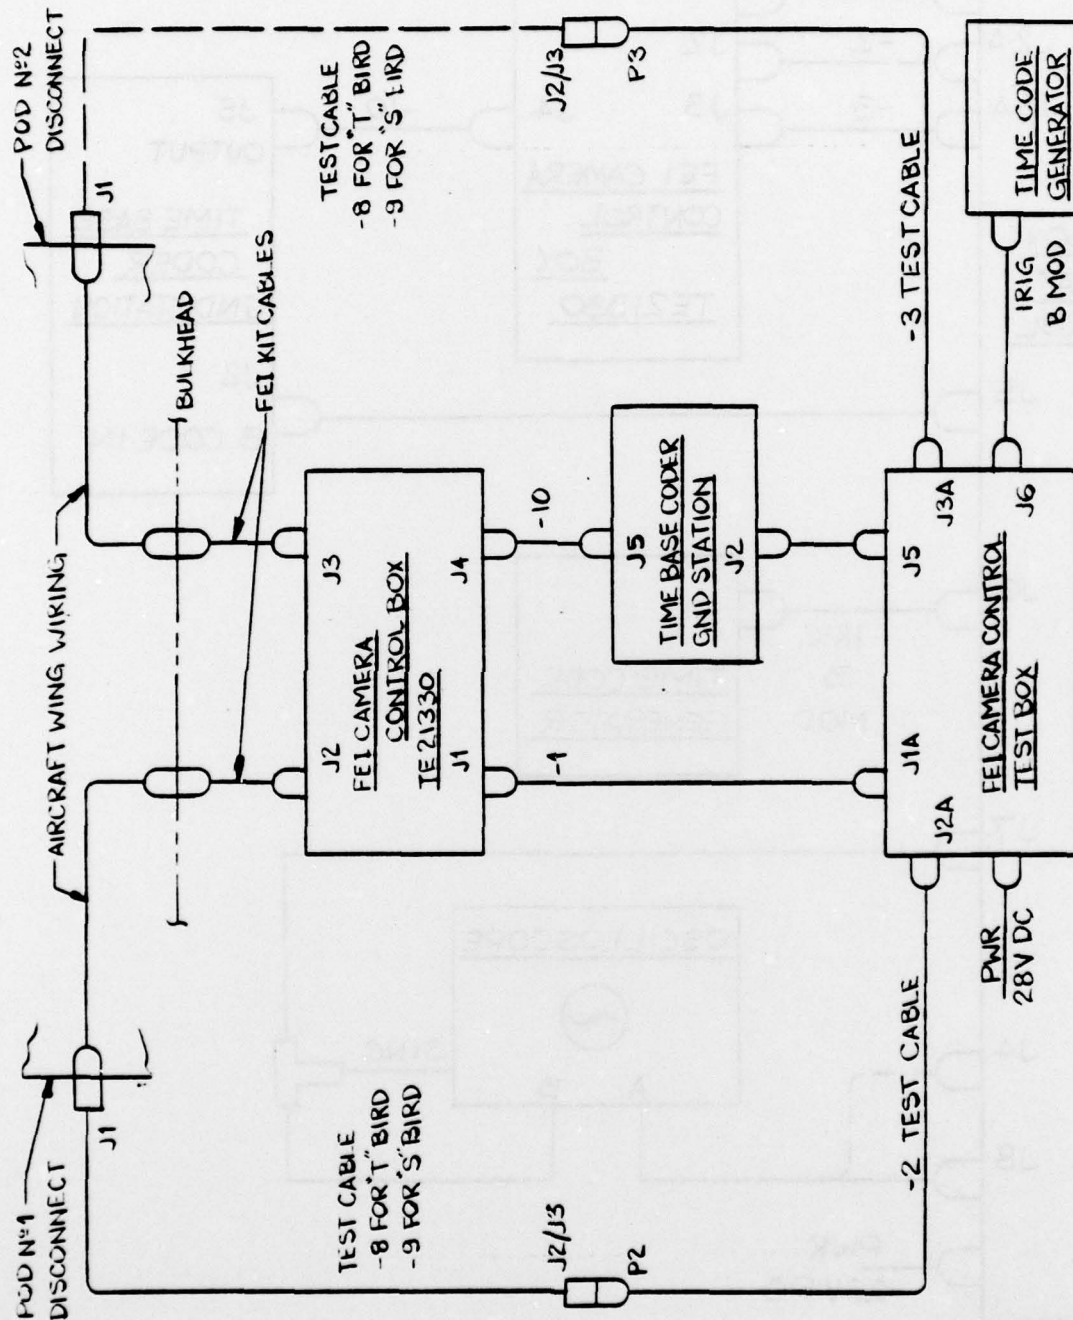 POD Nº1
DISCONNECT
J1
AIRCRAFT WING WIRING
POD Nº2
DISCONNECT
J1
BULKHEAD
FEI KIT CABLES
TEST CABLE
-8 FOR "T" BIRD
-9 FOR "S" BIRD
TEST CABLE
-8 FOR "T" BIRD
-9 FOR "S" LIRD
J2
J3
FEI CAMERA
CONTROL BOX
TE21330
J1
J4
-1
-10
J5
TIME BASE CODER
GND STATION
J2
J2/J3
P2
J2/J3
P3
-2 TEST CABLE
-3 TEST CABLE
J2A
J1A
J5
J3A
FEI CAMERA CONTROL
TEST BOX
J6
PWR
28V DC
IRIG
B MOD
TIME CODE
GENERATOR